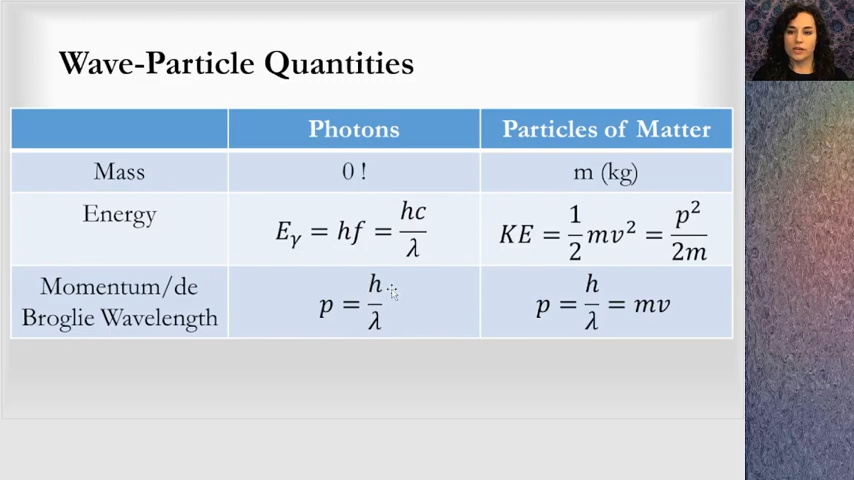 Wave-Particle Quantities
Photons Particles of Matter
Mass 0 ! m (kg)
Energy E_γ = hf = hc/λ KE = 1/2 mv² = p²/2m
Momentum/de
Broglie Wavelength p = h/λ p = h/λ = mv